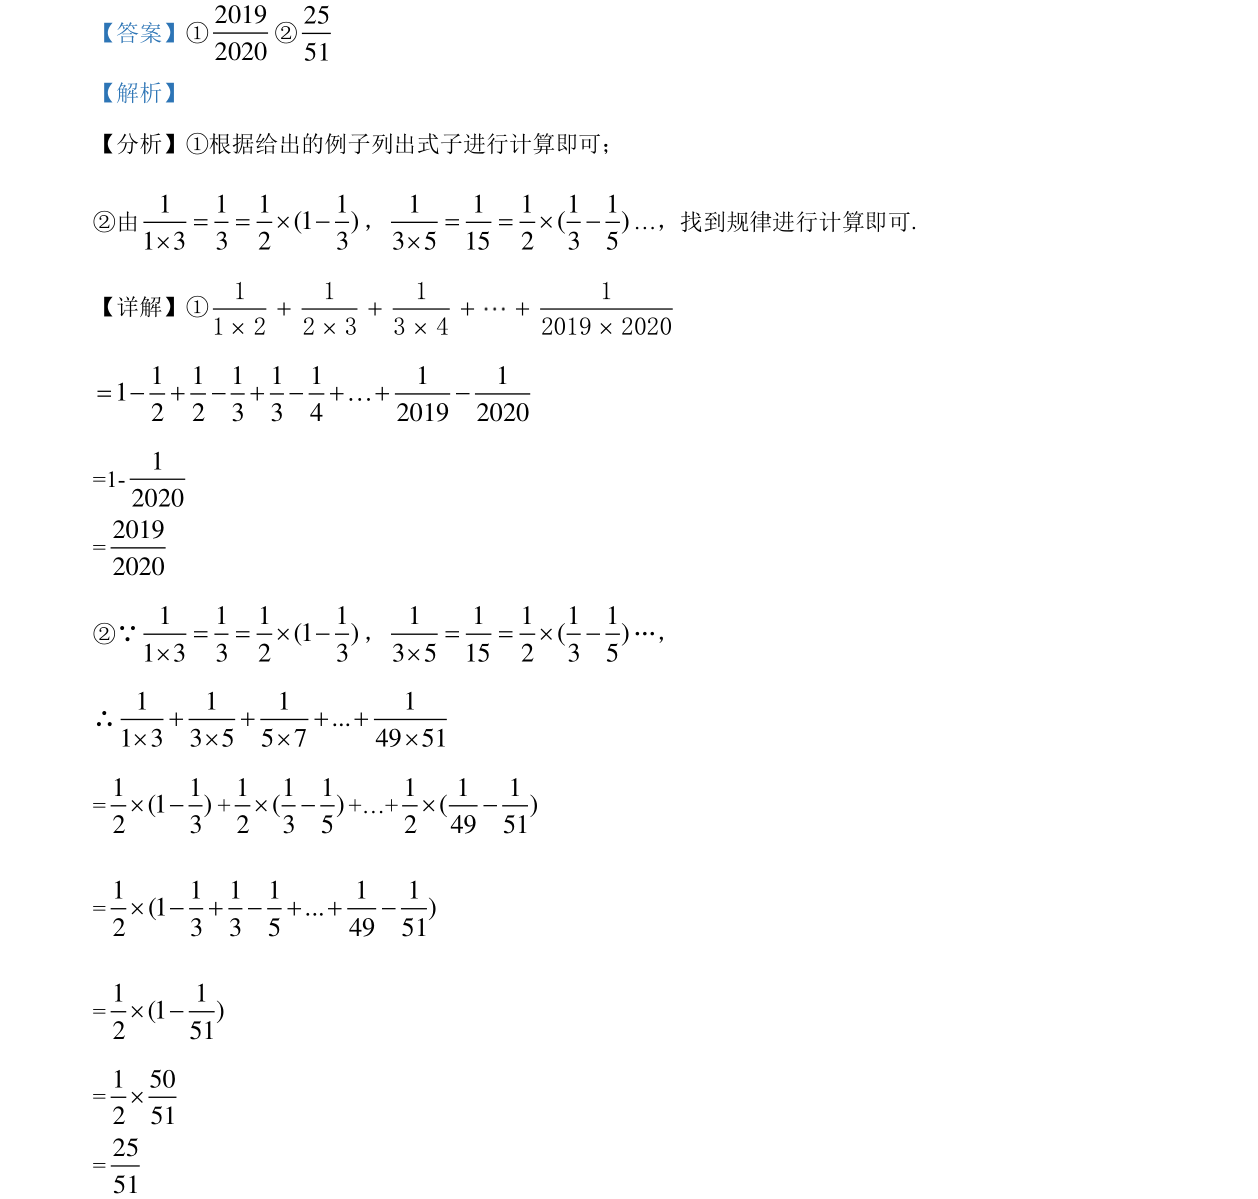 【答案】①2019/2020 ②25/51
【解析】
【分析】①根据给出的例子列出式子进行计算即可；
②由1/(1×3)=1/3=1/2×(1−1/3)，1/(3×5)=1/15=1/2×(1/3−1/5)…，找到规律进行计算即可.
【详解】①1/(1×2)+1/(2×3)+1/(3×4)+⋯+1/(2019×2020)
=1−1/2+1/2−1/3+1/3−1/4+…+1/2019−1/2020
=1-1/2020
=2019/2020
②∵1/(1×3)=1/3=1/2×(1−1/3)，1/(3×5)=1/15=1/2×(1/3−1/5)…，
∴1/(1×3)+1/(3×5)+1/(5×7)+...+1/(49×51)
=1/2×(1−1/3)+1/2×(1/3−1/5)+…+1/2×(1/49−1/51)
=1/2×(1−1/3+1/3−1/5+...+1/49−1/51)
=1/2×(1−1/51)
=1/2×50/51
=25/51